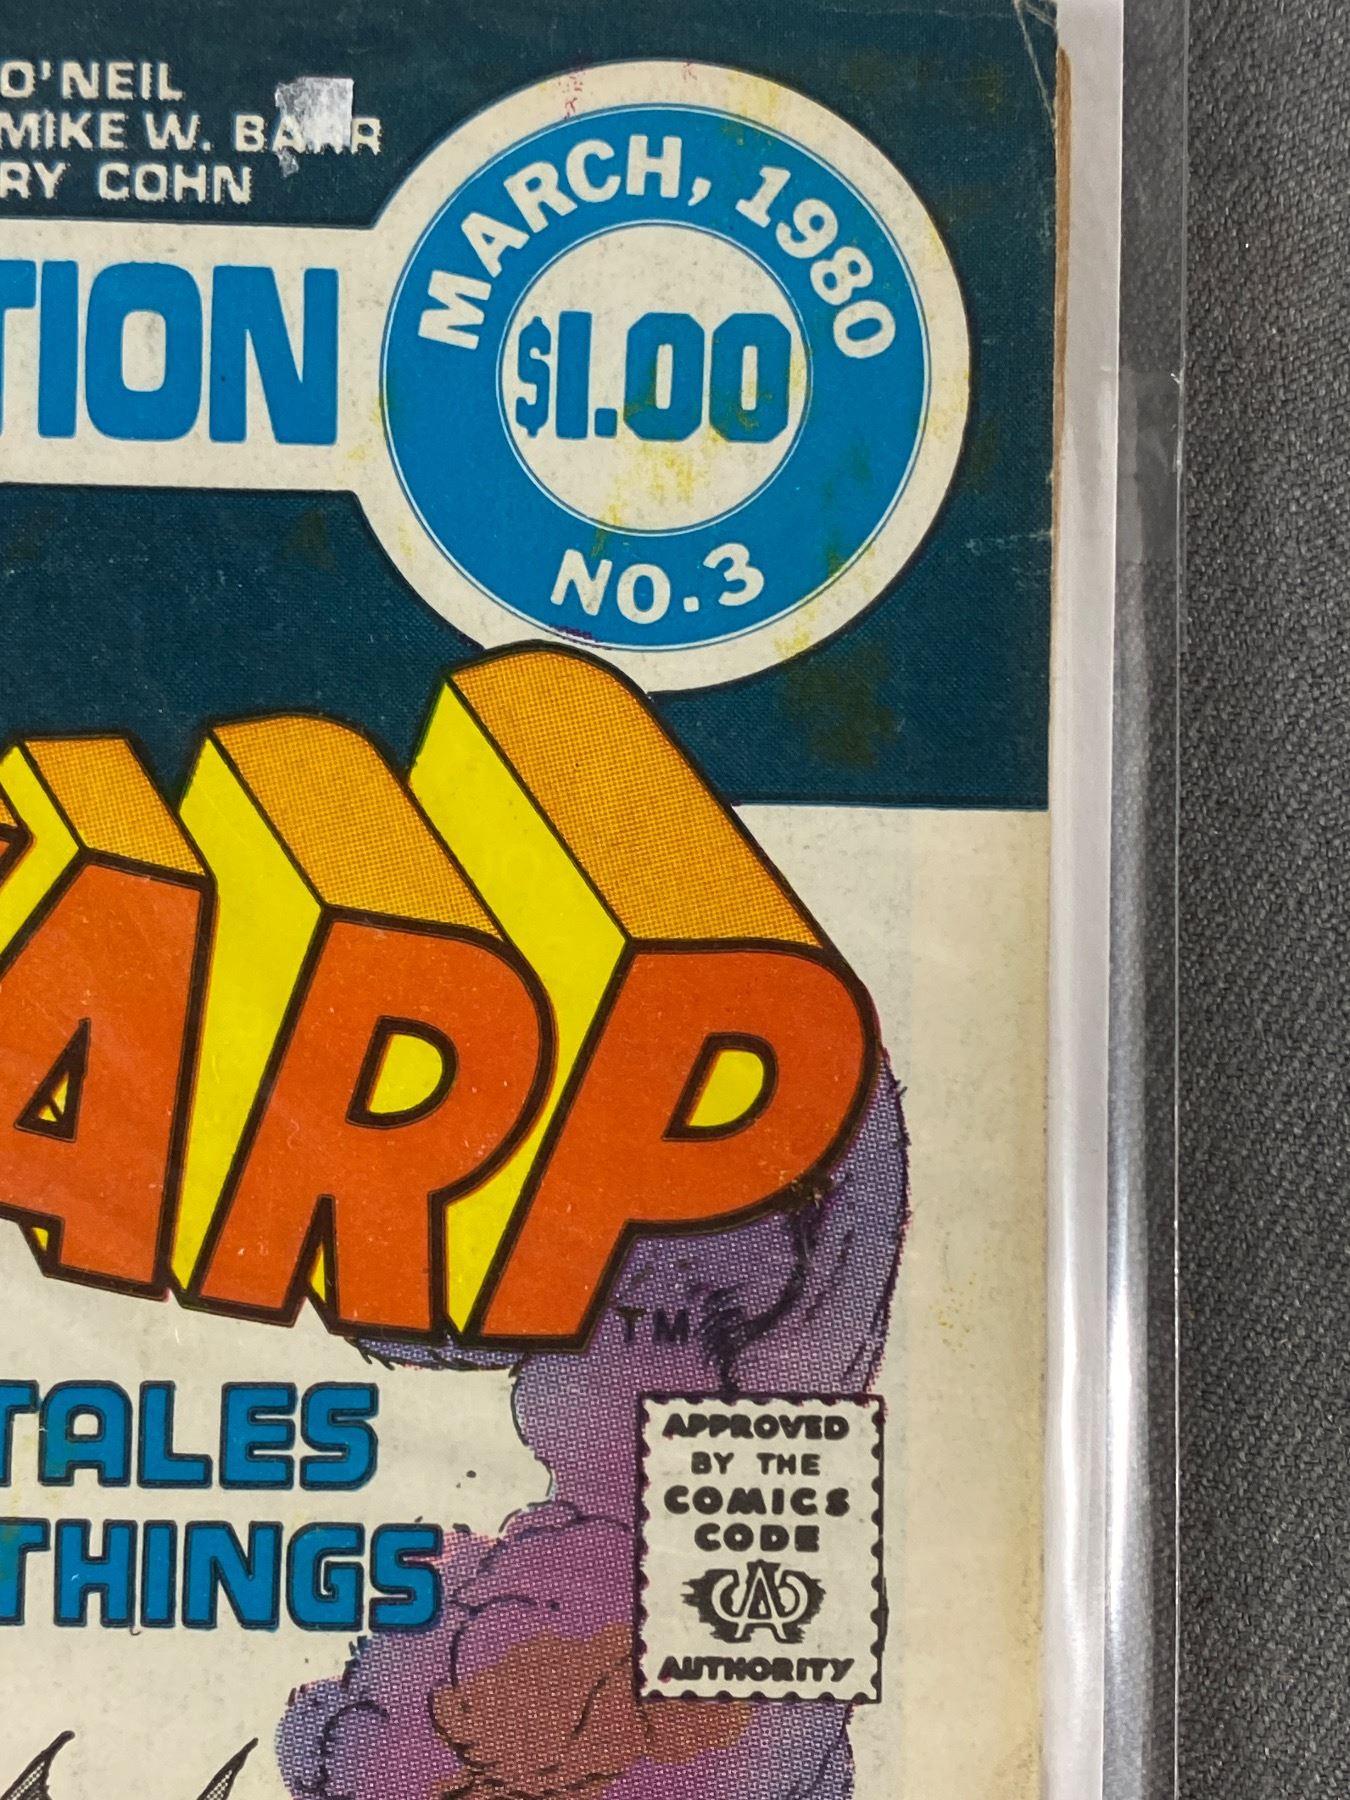 O'NEIL
MIKE W. BARR
RY COHN
MARCH, 1980
TION
$1.00
NO. 3
ARP
TM
TALES
THINGS
APPROVED
BY THE
COMICS
CODE
CA
AUTHORITY